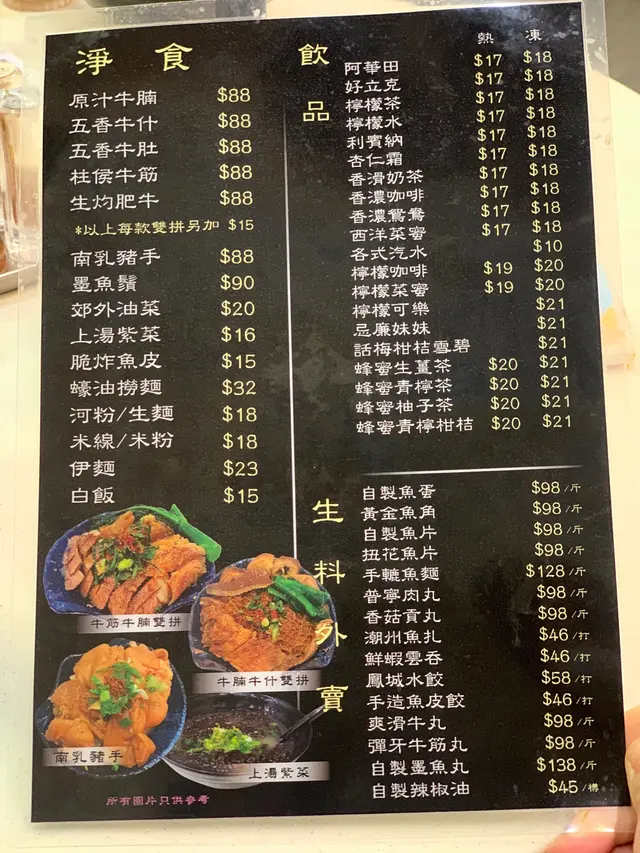 淨食
原汁牛腩 $88
五香牛什 $88
五香牛肚 $88
柱侯牛筋 $88
生灼肥牛 $88
*以上每款雙拼另加 $15
南乳豬手 $88
墨魚鬚 $90
郊外油菜 $20
上湯紫菜 $16
脆炸魚皮 $15
蠔油撈麵 $32
河粉/生麵 $18
米線/米粉 $18
伊麵 $23
白飯 $15
牛筋牛腩雙拼
牛腩牛什雙拼
南乳豬手
上湯紫菜
所有圖片只供參考
飲品
熱 凍
阿華田 $17 $18
好立克 $17 $18
檸檬茶 $17 $18
檸檬水 $17 $18
利賓納 $17 $18
杏仁霜 $17 $18
香滑奶茶 $17 $18
香濃咖啡 $17 $18
香濃鴛鴦 $17 $18
西洋菜蜜 $17 $18
各式汽水 $10
檸檬咖啡 $19 $20
檸檬菜蜜 $19 $20
檸檬可樂 $21
忌廉妹妹 $21
話梅柑桔雪碧 $21
蜂蜜生薑茶 $20 $21
蜂蜜青檸茶 $20 $21
蜂蜜柚子茶 $20 $21
蜂蜜青檸柑桔 $20 $21
生料外賣
自製魚蛋 $98/斤
黃金魚角 $98/斤
自製魚片 $98/斤
扭花魚片 $98/斤
手轆魚麵 $128/斤
普寧肉丸 $98/斤
香菇貢丸 $98/斤
潮州魚扎 $46/打
鮮蝦雲吞 $46/打
鳳城水餃 $58/打
手造魚皮餃 $46/打
爽滑牛丸 $98/斤
彈牙牛筋丸 $98/斤
自製墨魚丸 $138/斤
自製辣椒油 $45/樽